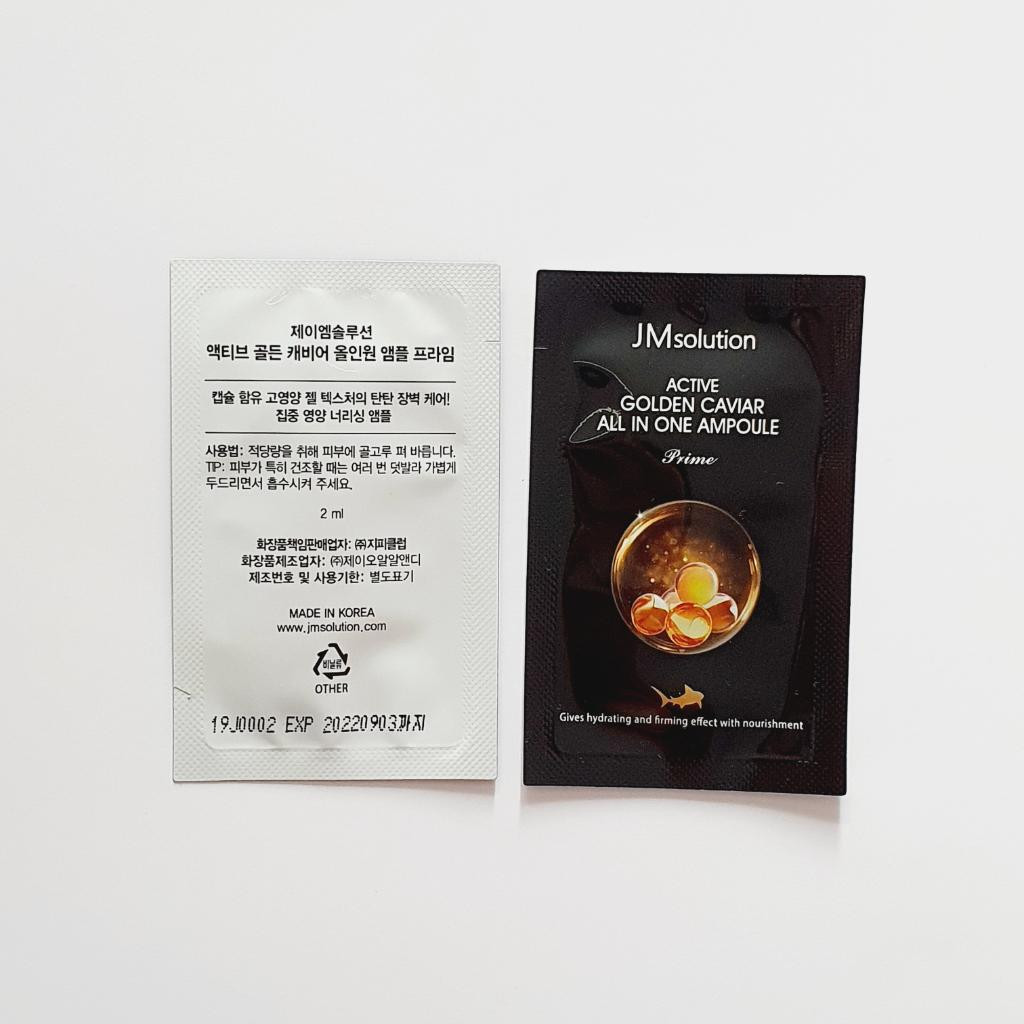 제이엠솔루션
액티브 골든 캐비어 올인원 앰플 프라임
캡슐 함유 고영양 젤 텍스처의 탄탄 장벽 케어!
집중 영양 너리싱 앰플
사용법: 적당량을 취해 피부에 골고루 펴 바릅니다.
TIP: 피부가 특히 건조할 때는 여러 번 덧발라 가볍게
두드리면서 흡수시켜 주세요.
2 ml
화장품책임판매업자: ㈜지피클럽
화장품제조업자: ㈜제이오알앤디
제조번호 및 사용기한: 별도표기
MADE IN KOREA
www.jmsolution.com
비닐류
OTHER
19J0002 EXP 20220903까지
JMsolution
ACTIVE
GOLDEN CAVIAR
ALL IN ONE AMPOULE
Prime
Gives hydrating and firming effect with nourishment